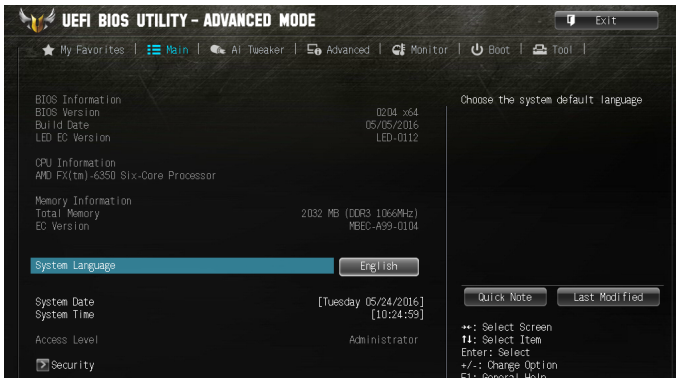 UEFI BIOS UTILITY – ADVANCED MODE
Exit
My Favorites | Main | Ai Tweaker | Advanced | Monitor | Boot | Tool |
BIOS Information
BIOS Version 0204 x64
Build Date 05/05/2016
LED EC Version LED-0112
CPU Information
AMD FX(tm)-6350 Six-Core Processor
Memory Information
Total Memory 2032 MB (DDR3 1066MHz)
EC Version MBEC-A99-0104
System Language English
System Date [Tuesday 05/24/2016]
System Time [10:24:59]
Access Level Administrator
Security
Choose the system default language
Quick Note Last Modified
→←: Select Screen
↑↓: Select Item
Enter: Select
+/-: Change Option
F1: General Help